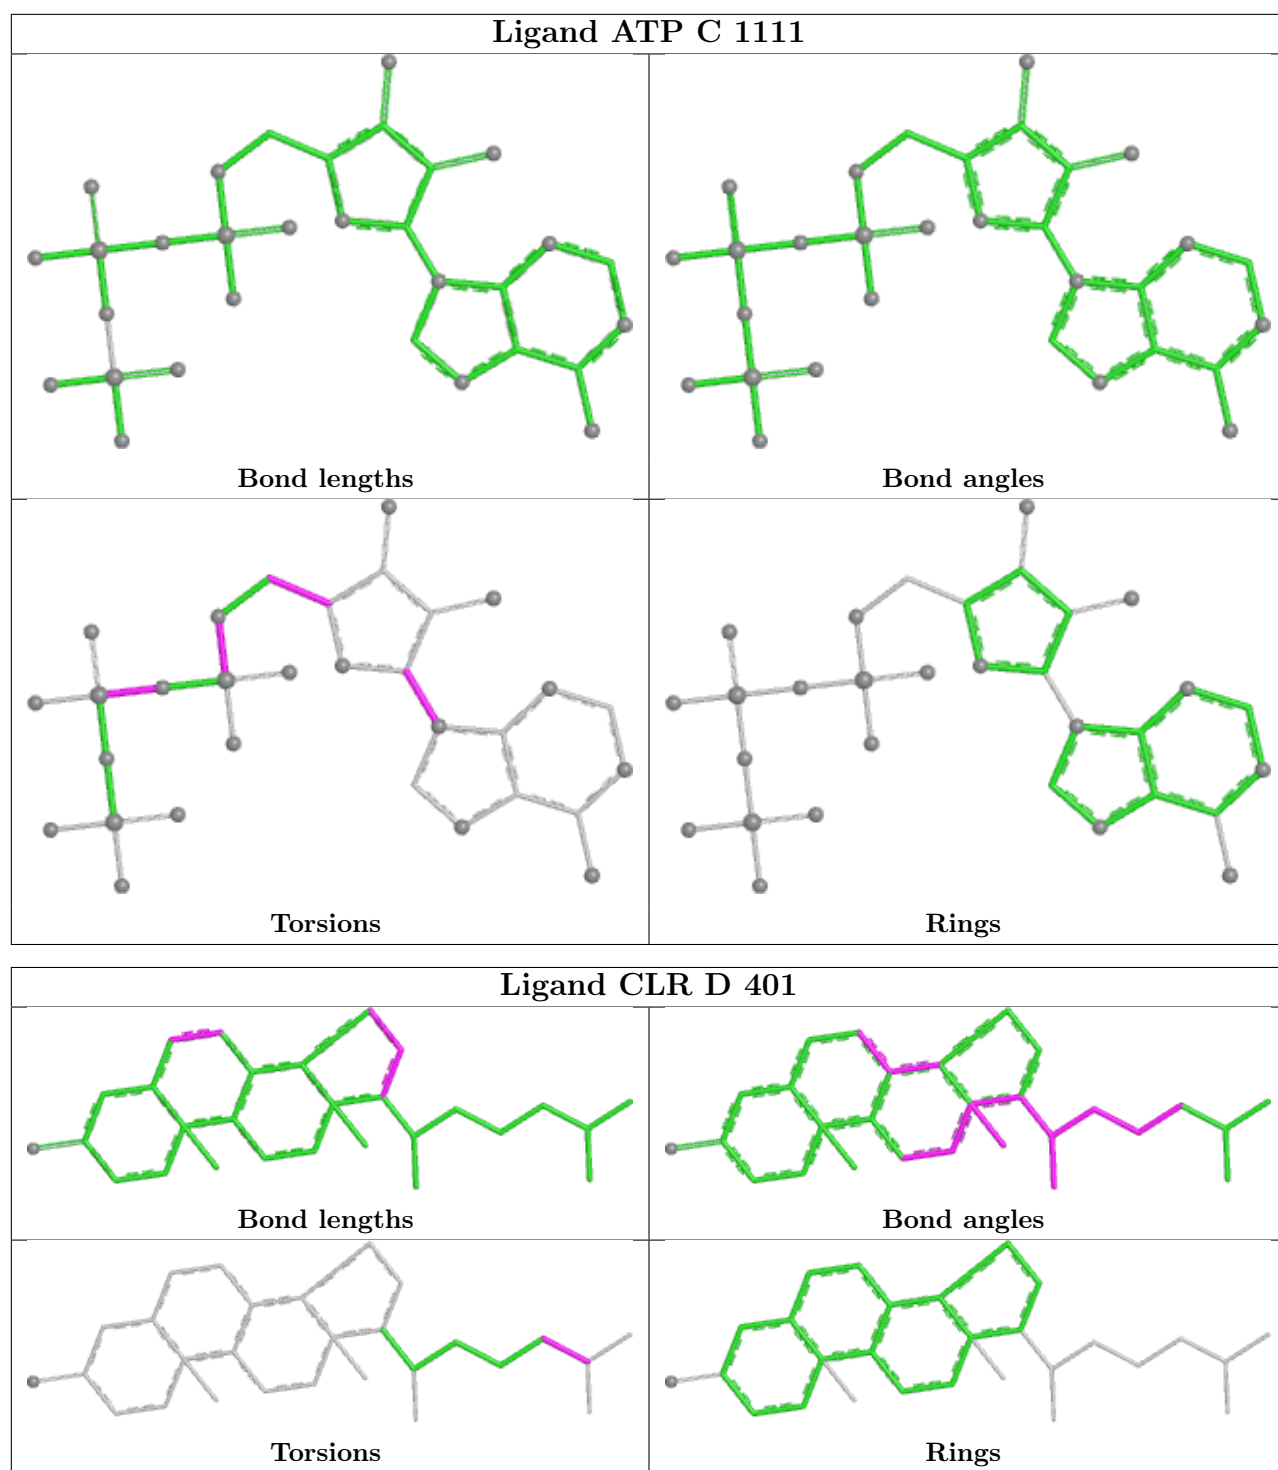 Ligand ATP C 1111
Bond lengths
Bond angles
Torsions
Rings
Ligand CLR D 401
Bond lengths
Bond angles
Torsions
Rings